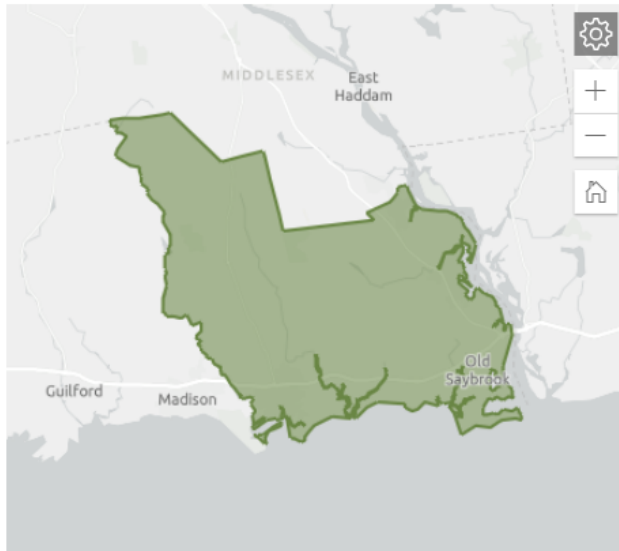 MIDDLESEX
East
Haddam
Old
Saybrook
Guilford
Madison